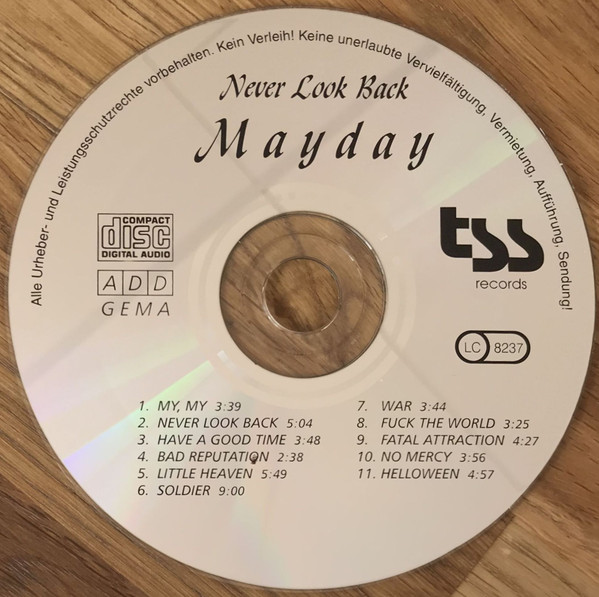 Alle Urheber- und Leistungsschutzrechte vorbehalten. Kein Verleih! Keine unerlaubte Vervielfältigung, Vermietung, Aufführung, Sendung!
Never Look Back
Mayday
COMPACT
disc
DIGITAL AUDIO
ADD
GEMA
tss
records
LC 8237
1. MY, MY 3:39
2. NEVER LOOK BACK 5:04
3. HAVE A GOOD TIME 3:48
4. BAD REPUTATION 2:38
5. LITTLE HEAVEN 5:49
6. SOLDIER 9:00
7. WAR 3:44
8. FUCK THE WORLD 3:25
9. FATAL ATTRACTION 4:27
10. NO MERCY 3:56
11. HELLOWEEN 4:57